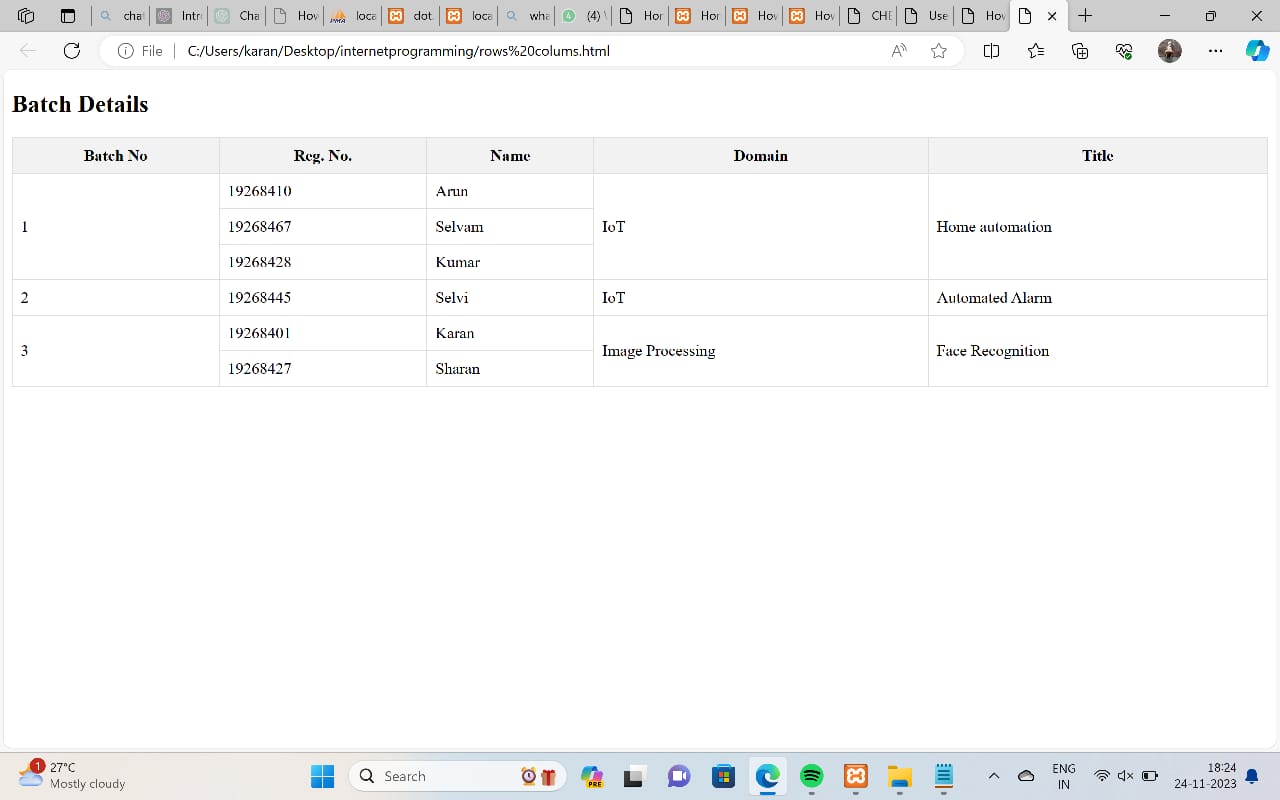 chat Intr Cha Hov loca dot. loca wha (4) Hor Hor Hov Hov CHE Use Hov
File C:/Users/karan/Desktop/internetprogramming/rows%20colums.html
Batch Details
Batch No Reg. No. Name Domain Title
1 19268410 Arun IoT Home automation
19268467 Selvam
19268428 Kumar
2 19268445 Selvi IoT Automated Alarm
3 19268401 Karan Image Processing Face Recognition
19268427 Sharan
1 27°C
Mostly cloudy
Search
PRE
ENG
IN
18:24
24-11-2023